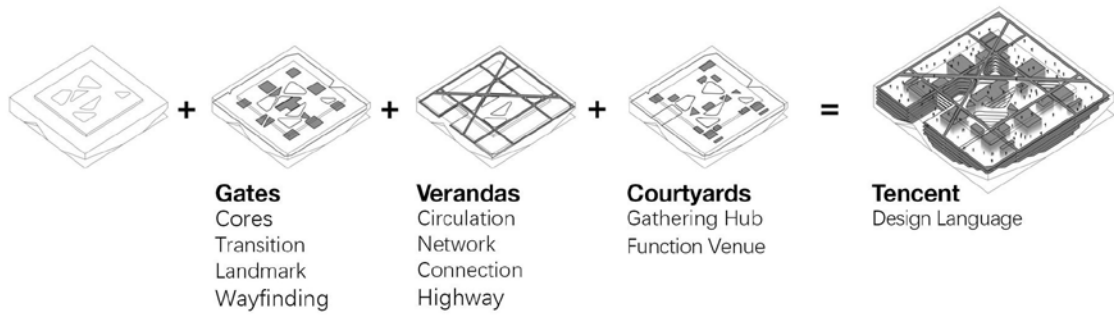 + + + =
Gates
Cores
Transition
Landmark
Wayfinding
Verandas
Circulation
Network
Connection
Highway
Courtyards
Gathering Hub
Function Venue
Tencent
Design Language